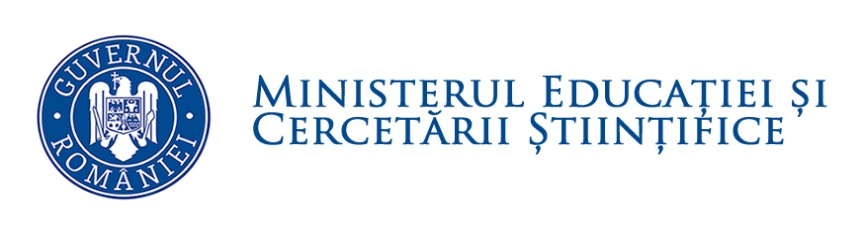 GUVERNUL
ROMÂNIEI
MINISTERUL EDUCAȚIEI ȘI
CERCETĂRII ȘTIINȚIFICE